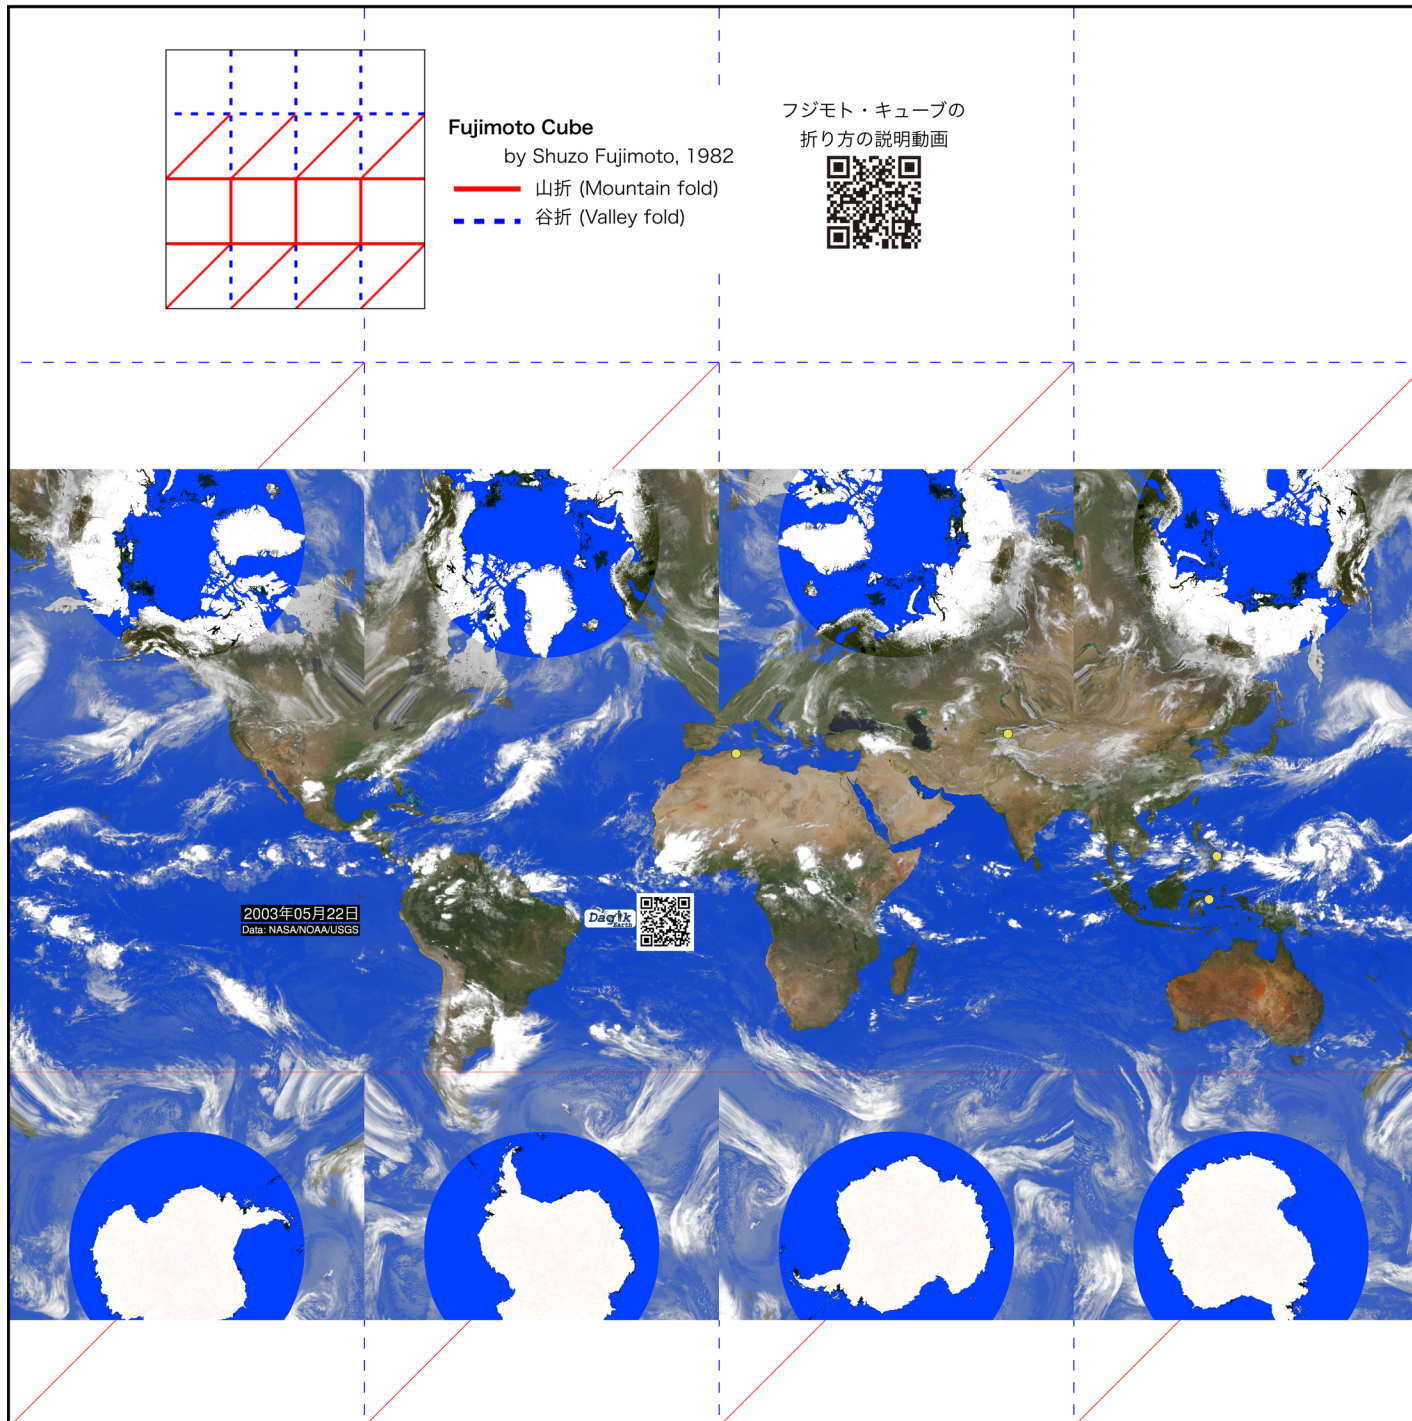 Fujimoto Cube
by Shuzo Fujimoto, 1982
山折 (Mountain fold)
谷折 (Valley fold)
フジモト・キューブの
折り方の説明動画
2003年05月22日
Data: NASA/NOAA/USGS
Dagik
Earth